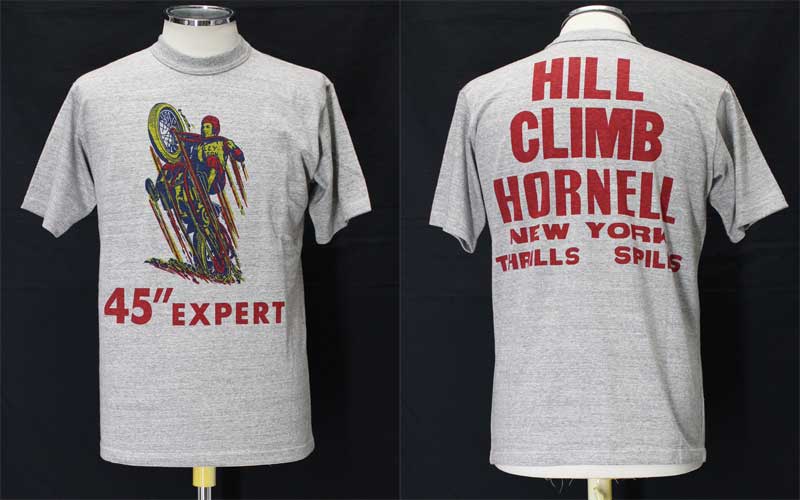 45" EXPERT
HILL
CLIMB
HORNELL
NEW YORK
THRILLS SPILLS